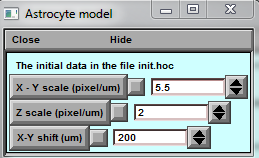 Astrocyte model
Close Hide
The initial data in the file init.hoc
X - Y scale (pixel/um) 5.5
Z scale (pixel/um) 2
X-Y shift (um) 200